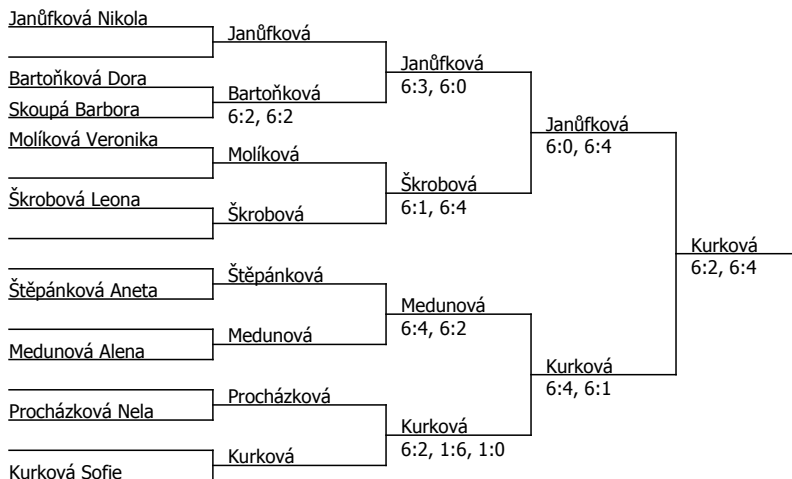 Janůfková Nikola
Bartoňková Dora
Skoupá Barbora
Molíková Veronika
Škrobová Leona
Štěpánková Aneta
Medunová Alena
Procházková Nela
Kurková Sofie
Janůfková
Bartoňková
6:2, 6:2
Molíková
Škrobová
Štěpánková
Medunová
Procházková
Kurková
Janůfková
6:3, 6:0
Škrobová
6:1, 6:4
Medunová
6:4, 6:2
Kurková
6:2, 1:6, 1:0
Janůfková
6:0, 6:4
Kurková
6:4, 6:1
Kurková
6:2, 6:4